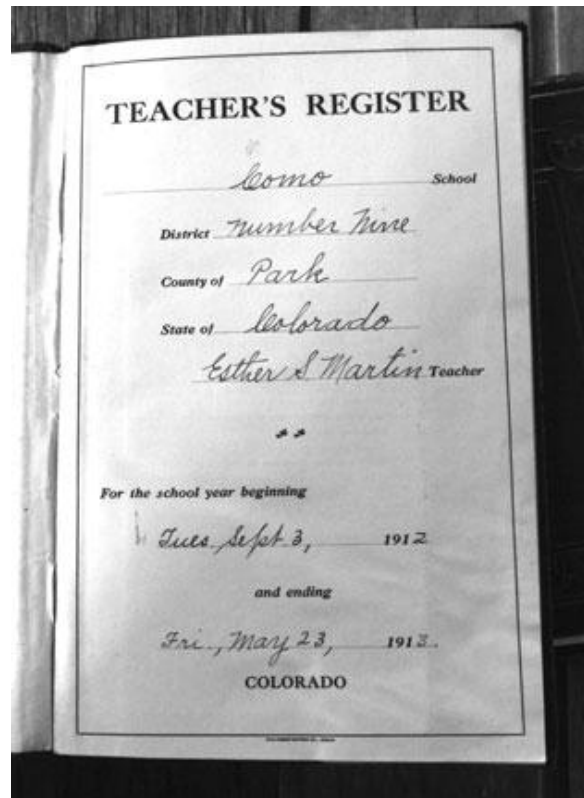 TEACHER'S REGISTER
Como School
District Number Nine
County of Park
State of Colorado
Esther S Martin Teacher
For the school year beginning
Tues, Sept 3, 1912
and ending
Fri., May 23, 1913.
COLORADO